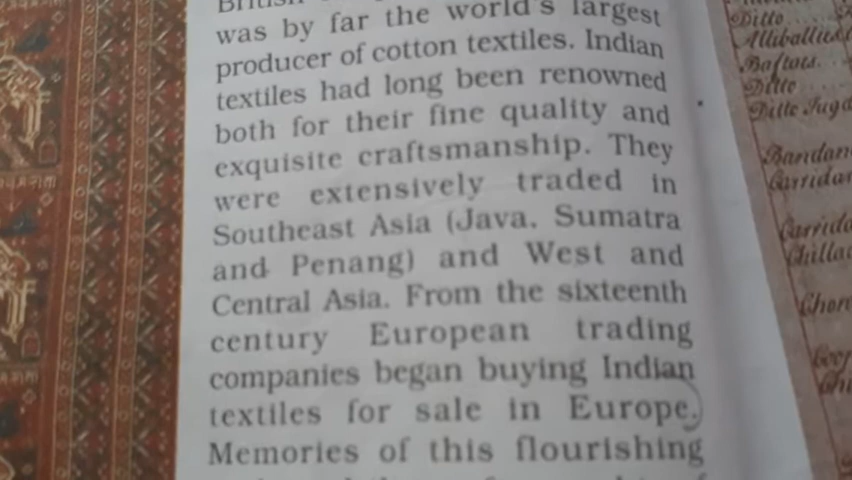 British
was by far the world's largest
producer of cotton textiles. Indian
textiles had long been renowned
both for their fine quality and
exquisite craftsmanship. They
were extensively traded in
Southeast Asia (Java, Sumatra
and Penang) and West and
Central Asia. From the sixteenth
century European trading
companies began buying Indian
textiles for sale in Europe.
Memories of this flourishing
Ditto
Ditto